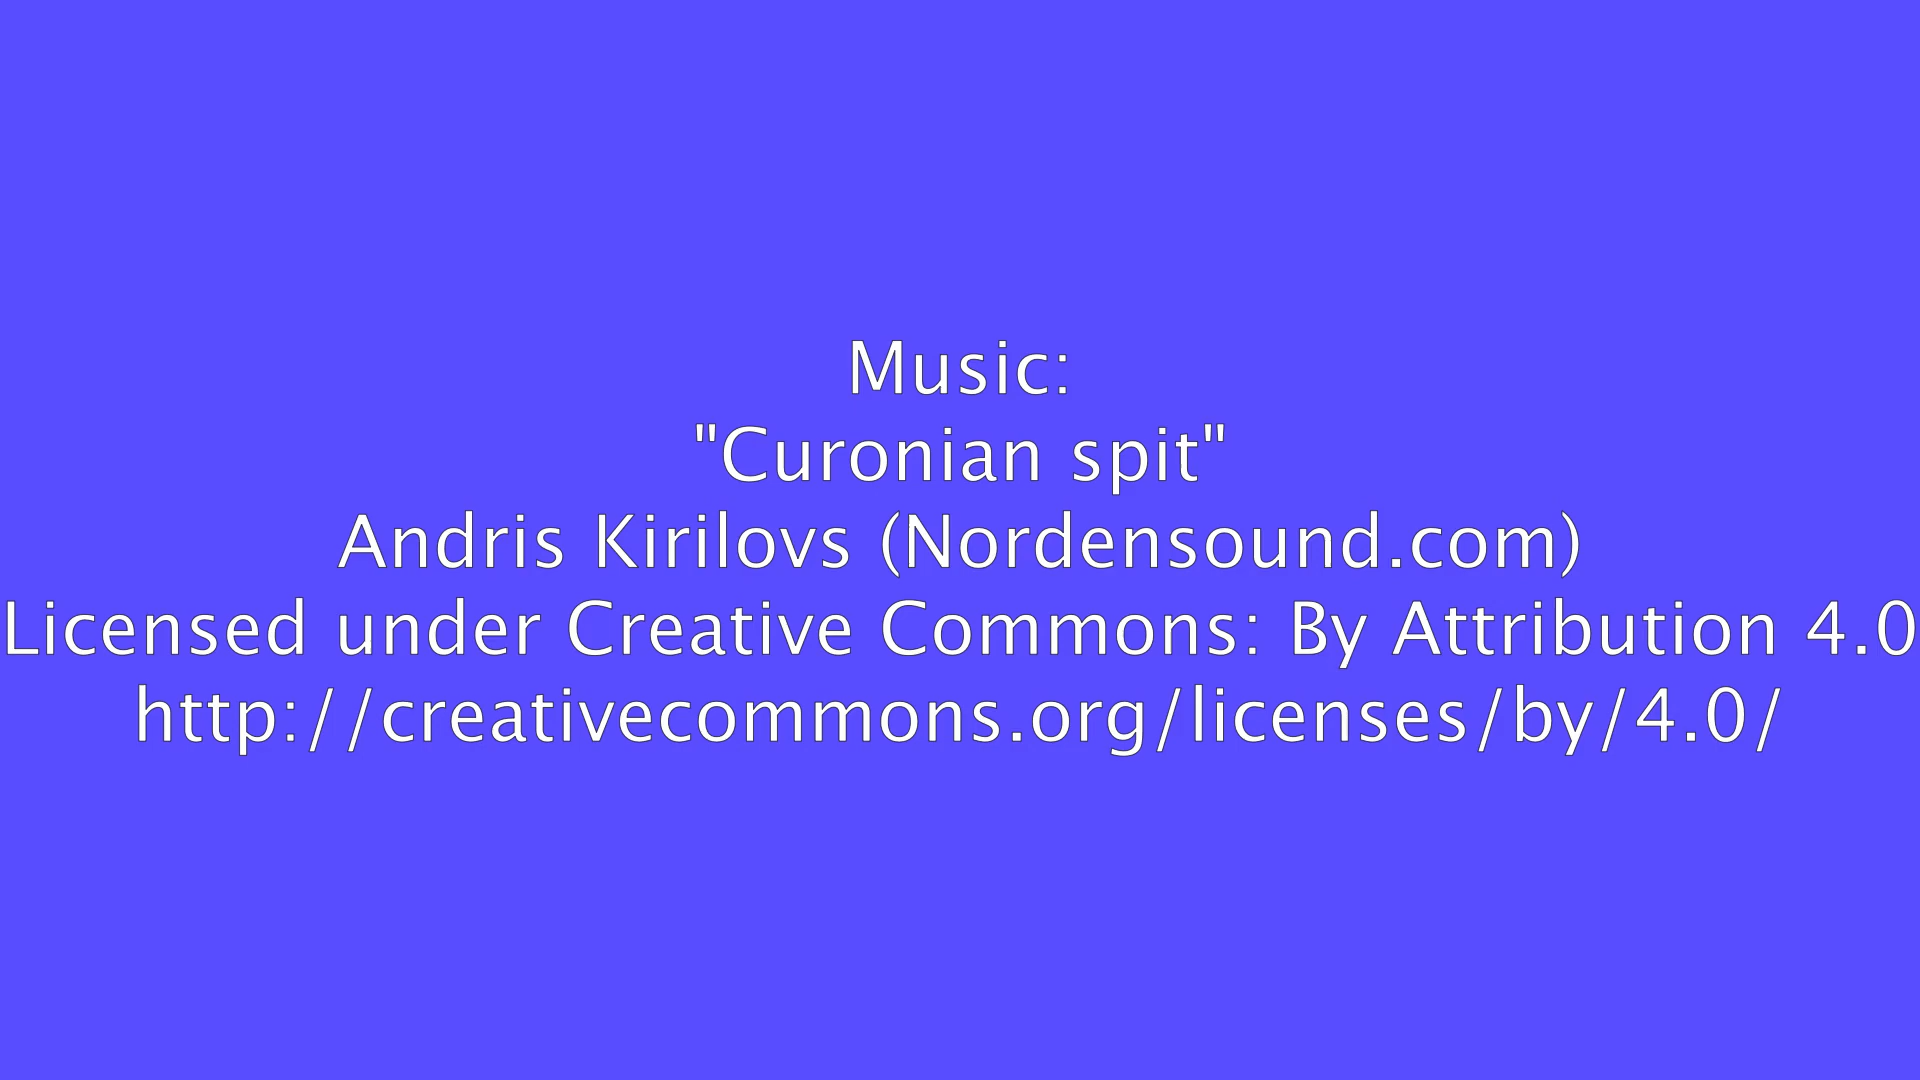 Music:
"Curonian spit"
Andris Kirilovs (Nordensound.com)
Licensed under Creative Commons: By Attribution 4.0
http://creativecommons.org/licenses/by/4.0/